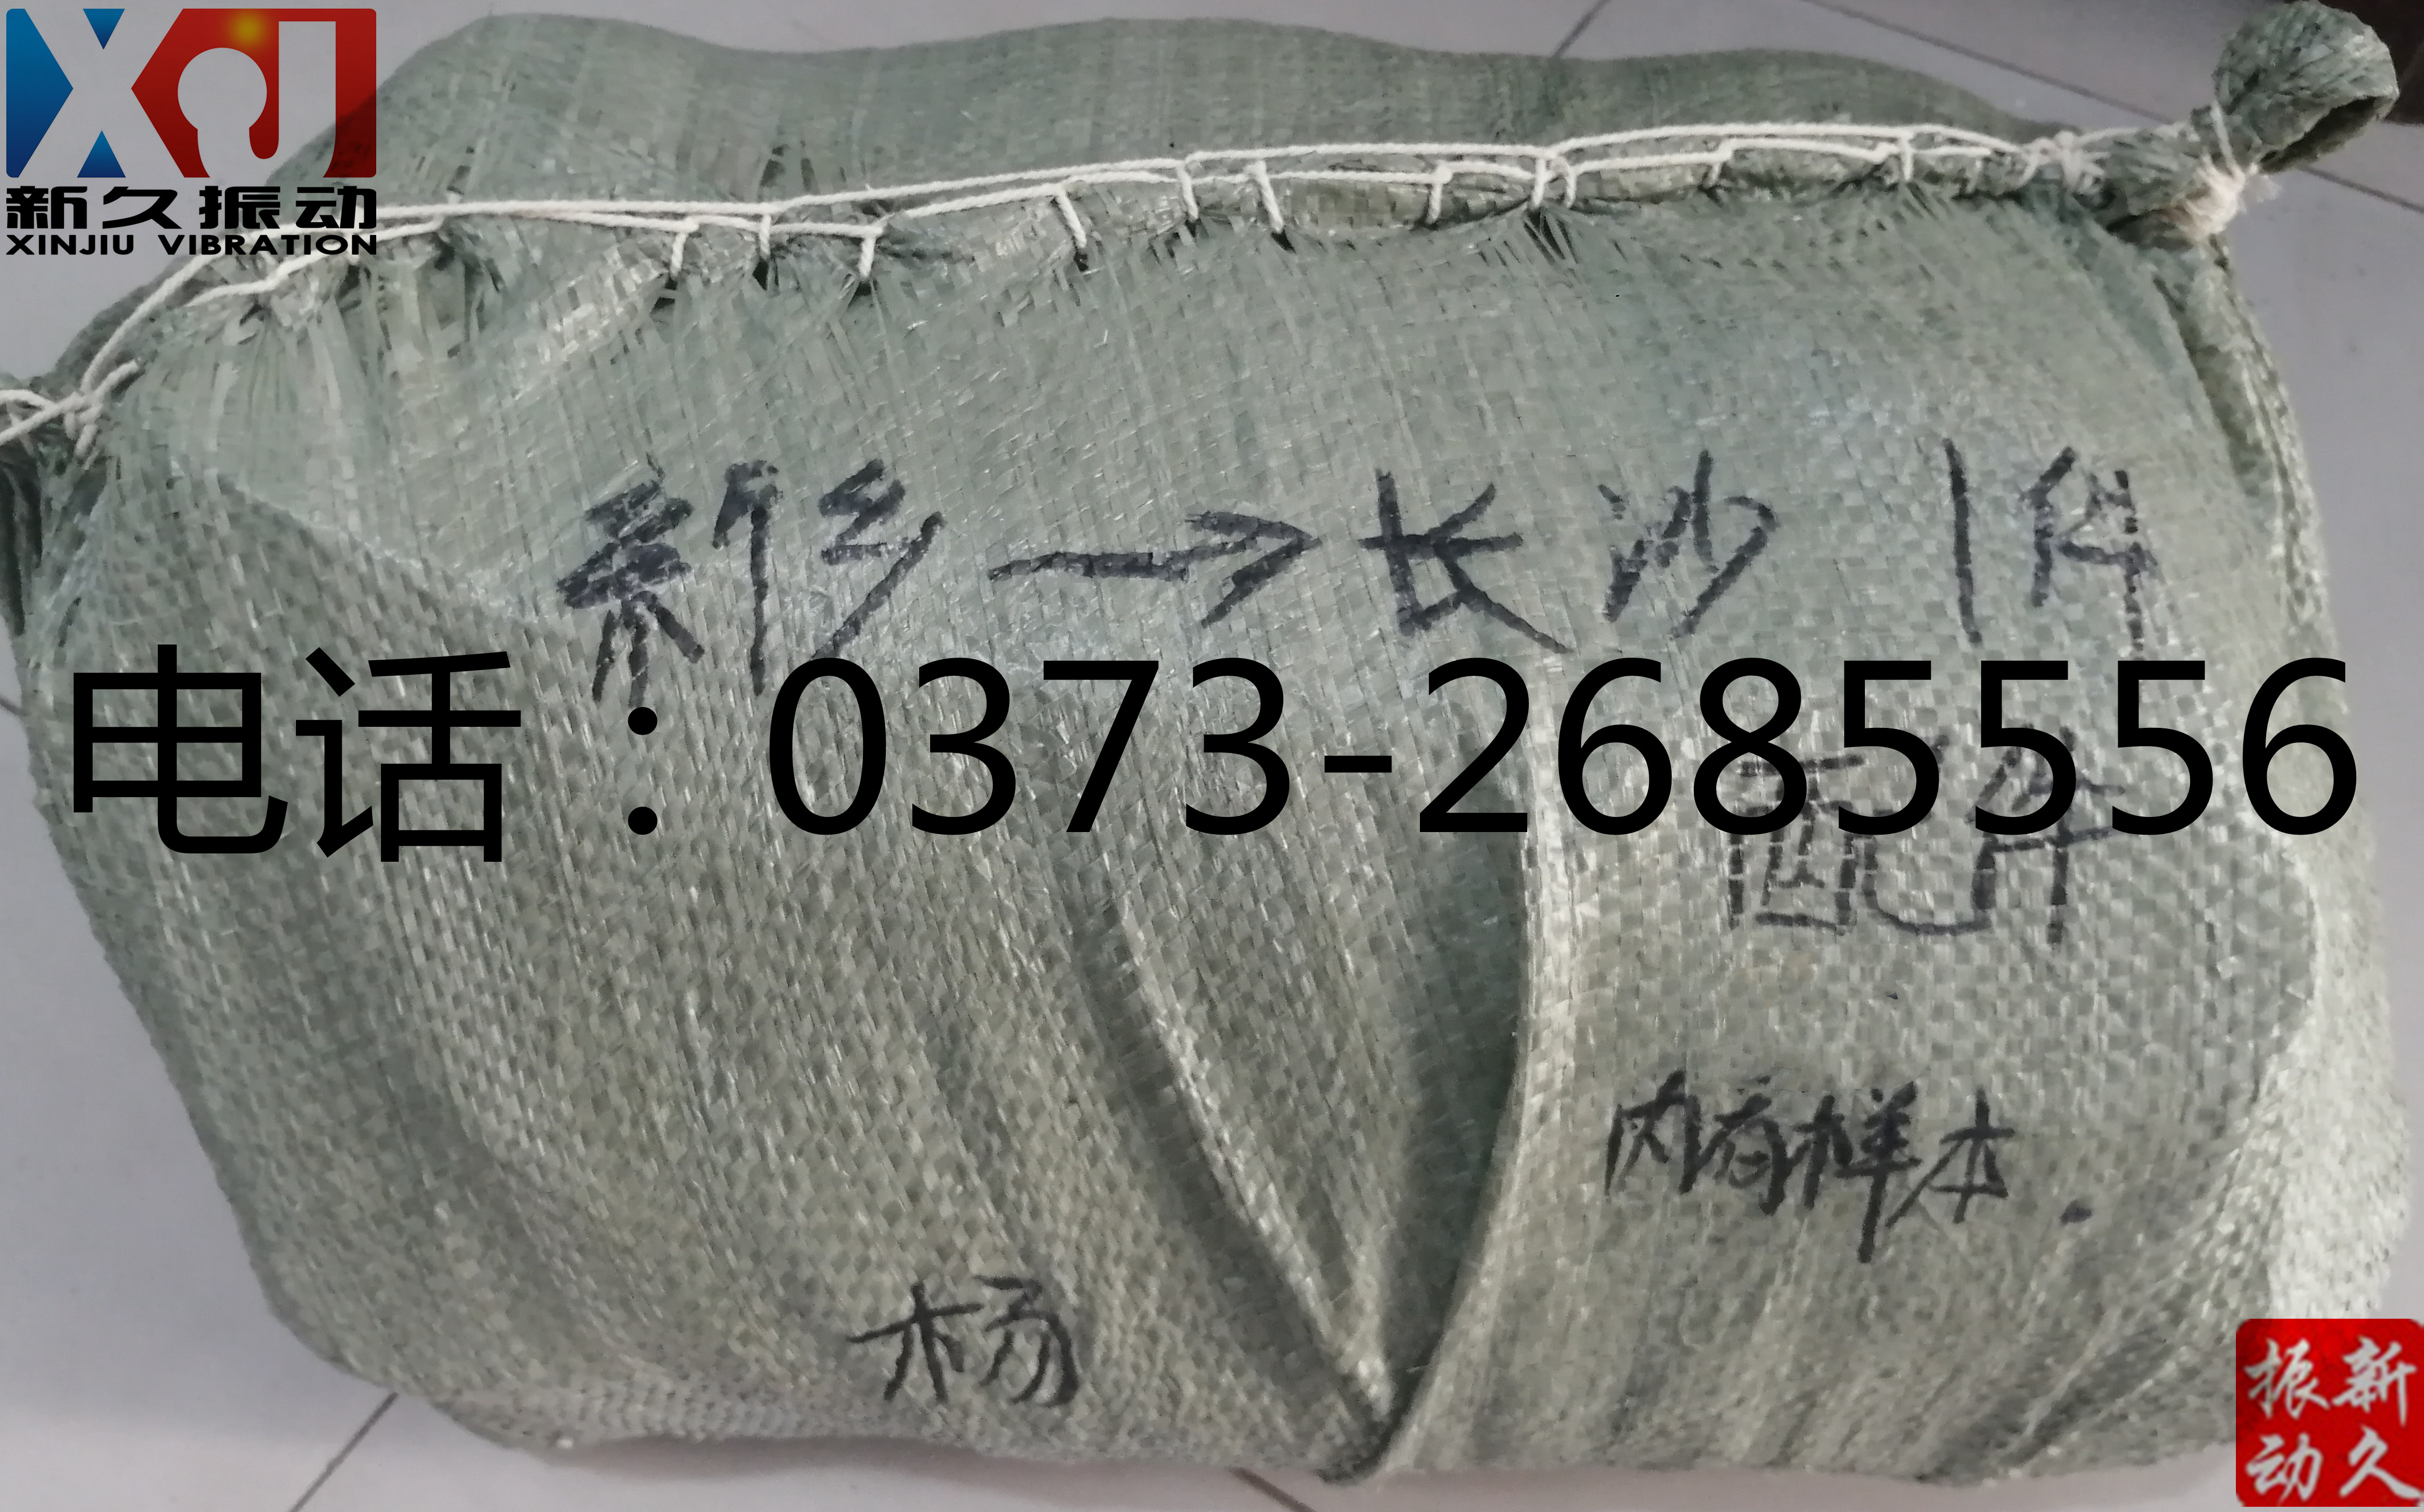 新久振动
XINJIU VIBRATION
新乡→长沙 1件
电话：0373-2685556
配件
内有样本.
杨
新久
振动